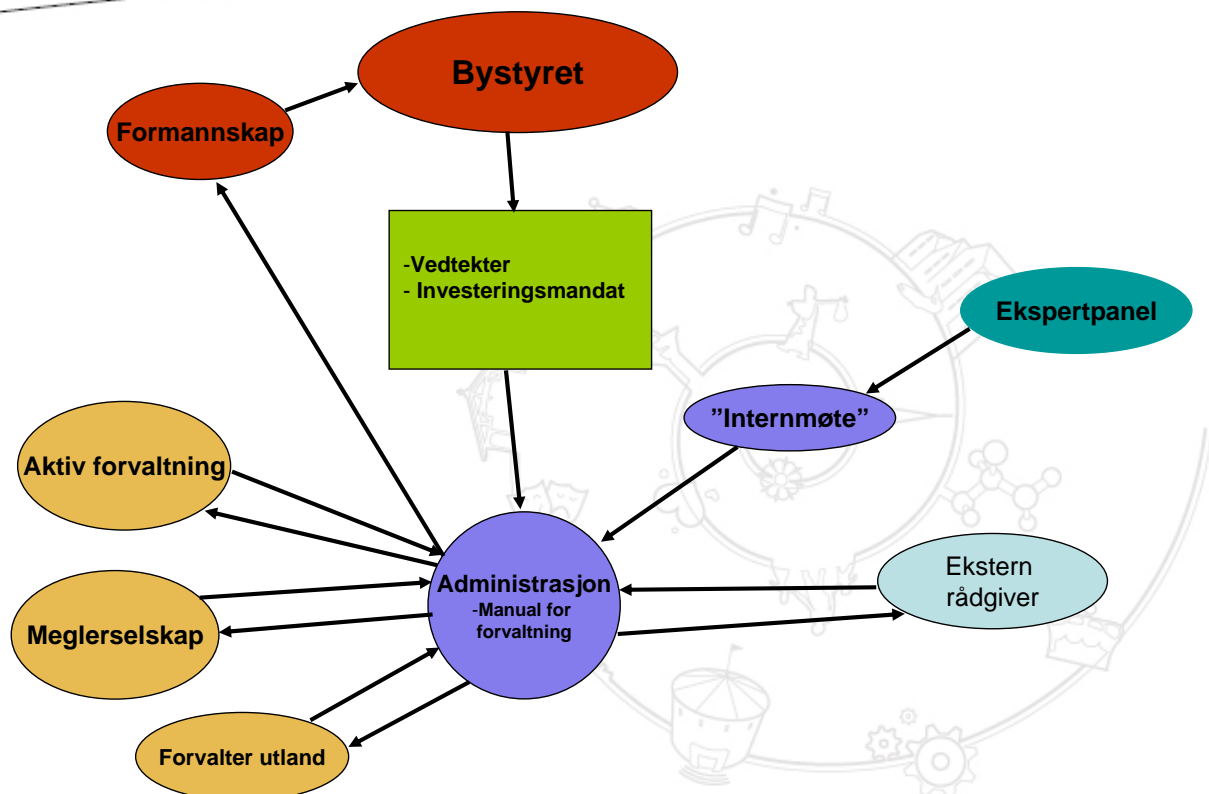 Bystyret
Formannskap
-Vedtekter
- Investeringsmandat
Ekspertpanel
”Internmøte”
Aktiv forvaltning
Administrasjon
-Manual for
forvaltning
Ekstern
rådgiver
Meglerselskap
Forvalter utland